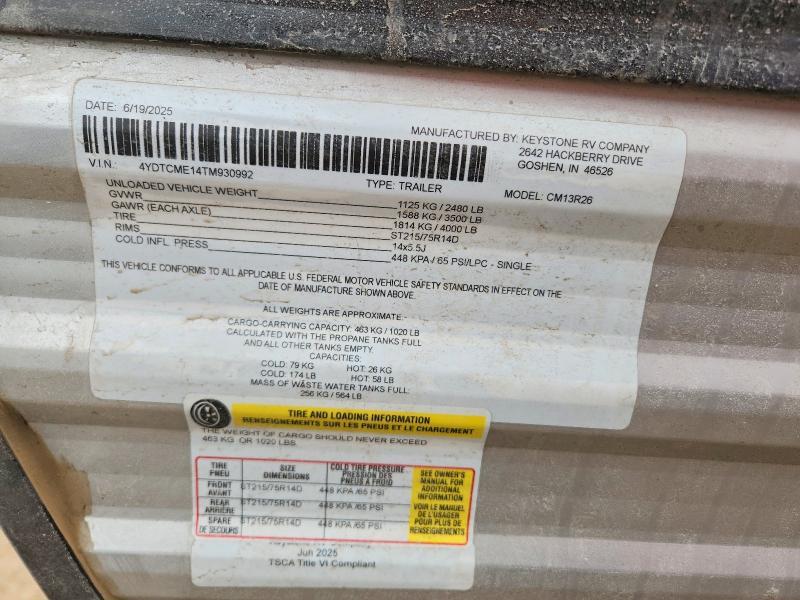 DATE: 6/19/2025
MANUFACTURED BY: KEYSTONE RV COMPANY
2642 HACKBERRY DRIVE
GOSHEN, IN 46526
V.I.N.: 4YDTCME14TM930992
TYPE: TRAILER
MODEL: CM13R26
UNLOADED VEHICLE WEIGHT 1125 KG / 2480 LB
GVWR 1588 KG / 3500 LB
GAWR (EACH AXLE) 1814 KG / 4000 LB
TIRE ST215/75R14D
RIMS 14x5.5J
COLD INFL. PRESS 448 KPA / 65 PSI/LPC - SINGLE
THIS VEHICLE CONFORMS TO ALL APPLICABLE U.S. FEDERAL MOTOR VEHICLE SAFETY STANDARDS IN EFFECT ON THE
DATE OF MANUFACTURE SHOWN ABOVE.
ALL WEIGHTS ARE APPROXIMATE:
CARGO-CARRYING CAPACITY: 463 KG / 1020 LB
CALCULATED WITH THE PROPANE TANKS FULL
AND ALL OTHER TANKS EMPTY.
CAPACITIES:
COLD: 79 KG HOT: 26 KG
COLD: 174 LB HOT: 58 LB
MASS OF WASTE WATER TANKS FULL:
256 KG / 564 LB
TIRE AND LOADING INFORMATION
RENSEIGNEMENTS SUR LES PNEUS ET LE CHARGEMENT
THE WEIGHT OF CARGO SHOULD NEVER EXCEED
463 KG OR 1020 LBS.
TIRE
PNEU
SIZE
DIMENSIONS
COLD TIRE PRESSURE
PRESSION DES
PNEUS A FROID
SEE OWNER'S
MANUAL FOR
ADDITIONAL
INFORMATION
VOIR LE MANUEL
DE L'USAGER
POUR PLUS DE
RENSEIGNEMENTS
FRONT
AVANT
ST215/75R14D
448 KPA /65 PSI
REAR
ARRIÈRE
ST215/75R14D
448 KPA /65 PSI
SPARE
DE SECOURS
ST215/75R14D
448 KPA /65 PSI
Jun 2025
TSCA Title VI Compliant